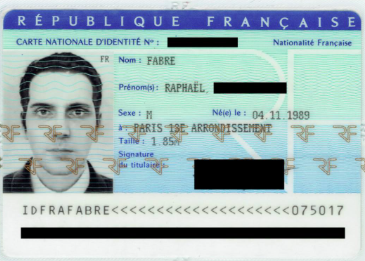 RÉPUBLIQUE FRANÇAISE
CARTE NATIONALE D'IDENTITÉ Nº : Nationalité Française
FR Nom : FABRE
Prénom(s) : RAPHAËL,
Sexe : M Né(e) le : 04.11.1989
à : PARIS 13E ARRONDISSEMENT
Taille : 1.85m
Signature
du titulaire :
IDFRAFABRE<<<<<<<<<<<<<<<<<<<<075017